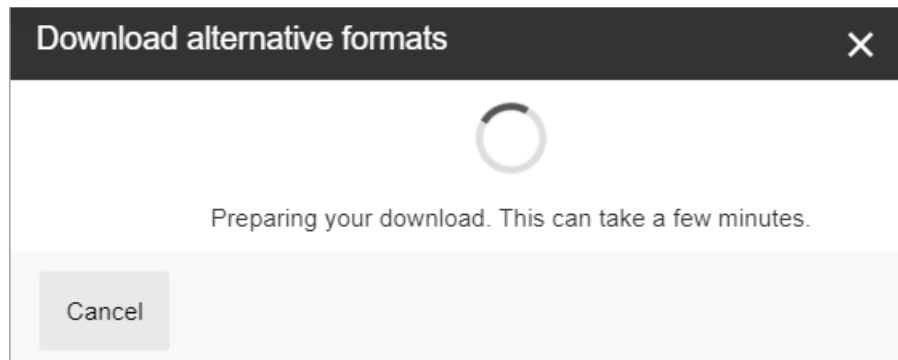 Download alternative formats
Preparing your download. This can take a few minutes.
Cancel